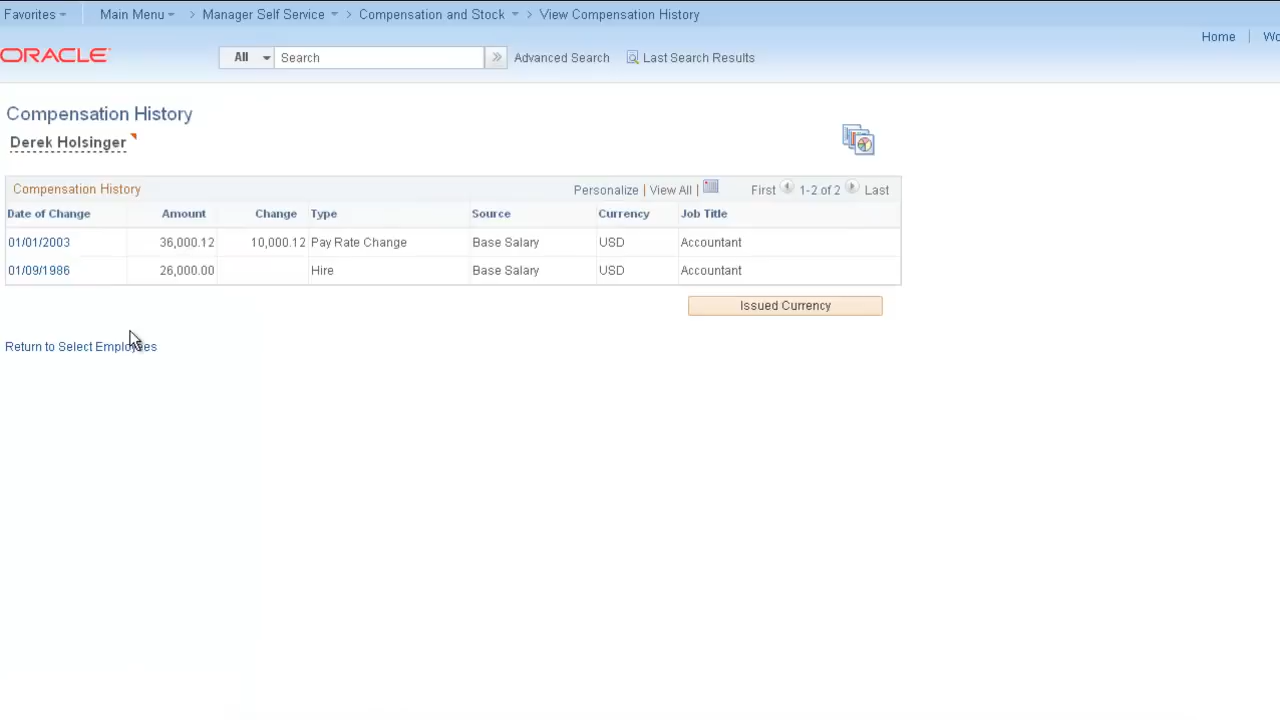 Favorites Main Menu > Manager Self Service > Compensation and Stock > View Compensation History
Home
ORACLE
All Search Advanced Search Last Search Results
Compensation History
Derek Holsinger
Compensation History Personalize | View All | First 1-2 of 2 Last
Date of Change Amount Change Type Source Currency Job Title
01/01/2003 36,000.12 10,000.12 Pay Rate Change Base Salary USD Accountant
01/09/1986 26,000.00 Hire Base Salary USD Accountant
Issued Currency
Return to Select Employees